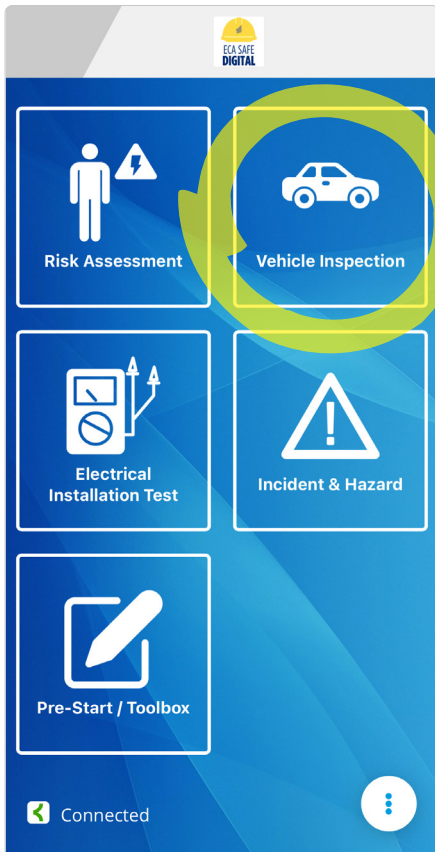 ECA SAFE
DIGITAL
Risk Assessment
Vehicle Inspection
Electrical
Installation Test
Incident & Hazard
Pre-Start / Toolbox
Connected